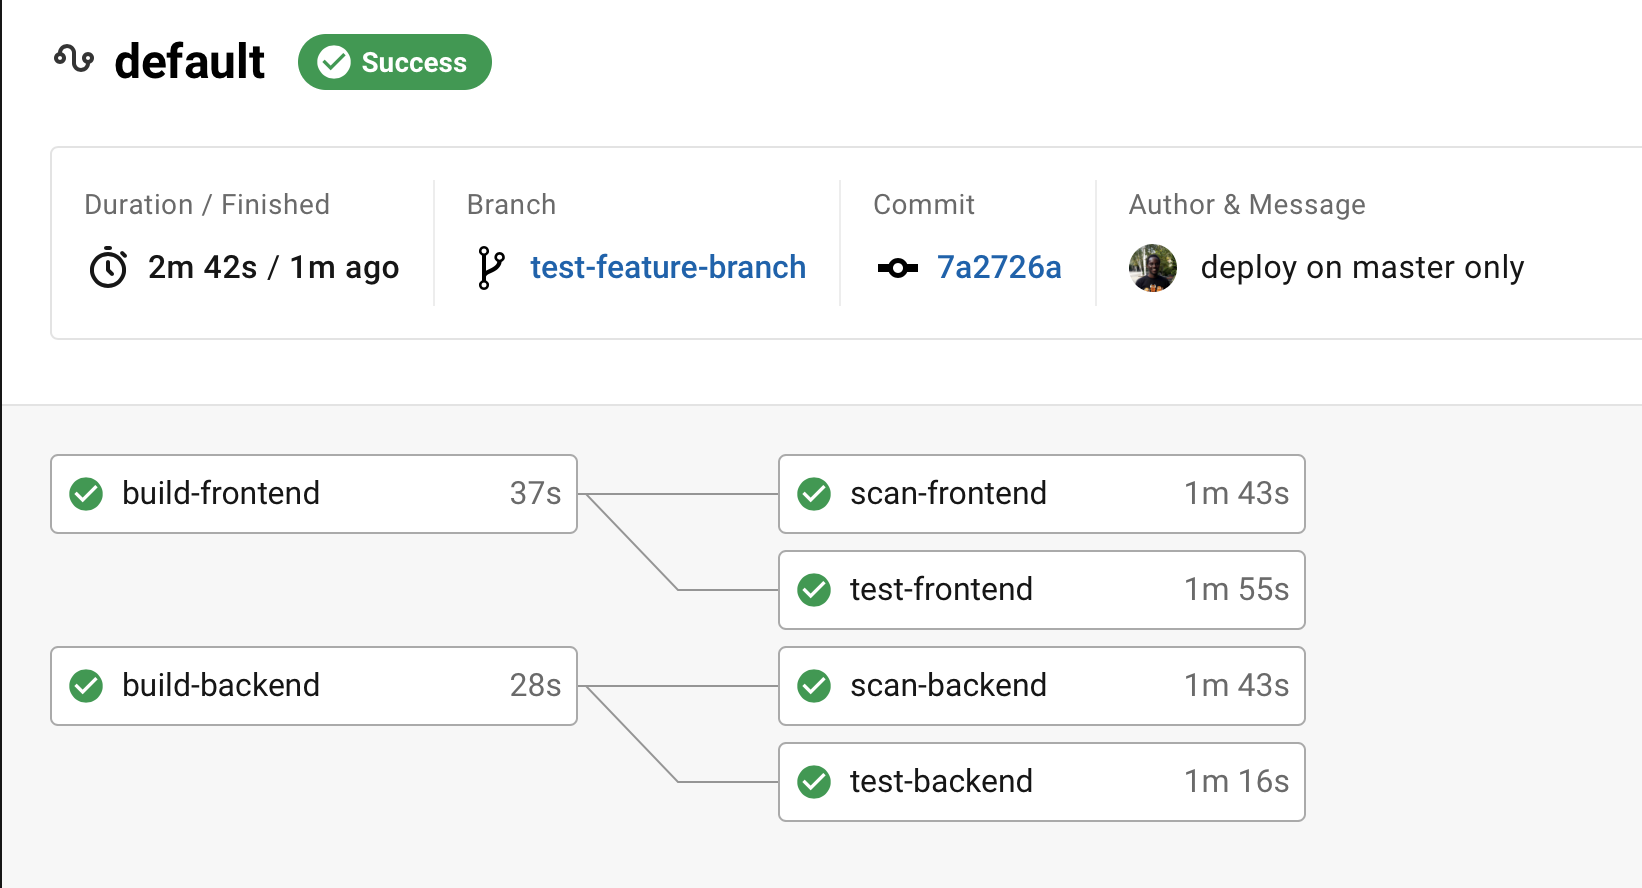 default
Success
Duration / Finished
2m 42s / 1m ago
Branch
test-feature-branch
Commit
7a2726a
Author & Message
deploy on master only
build-frontend 37s
scan-frontend 1m 43s
test-frontend 1m 55s
build-backend 28s
scan-backend 1m 43s
test-backend 1m 16s